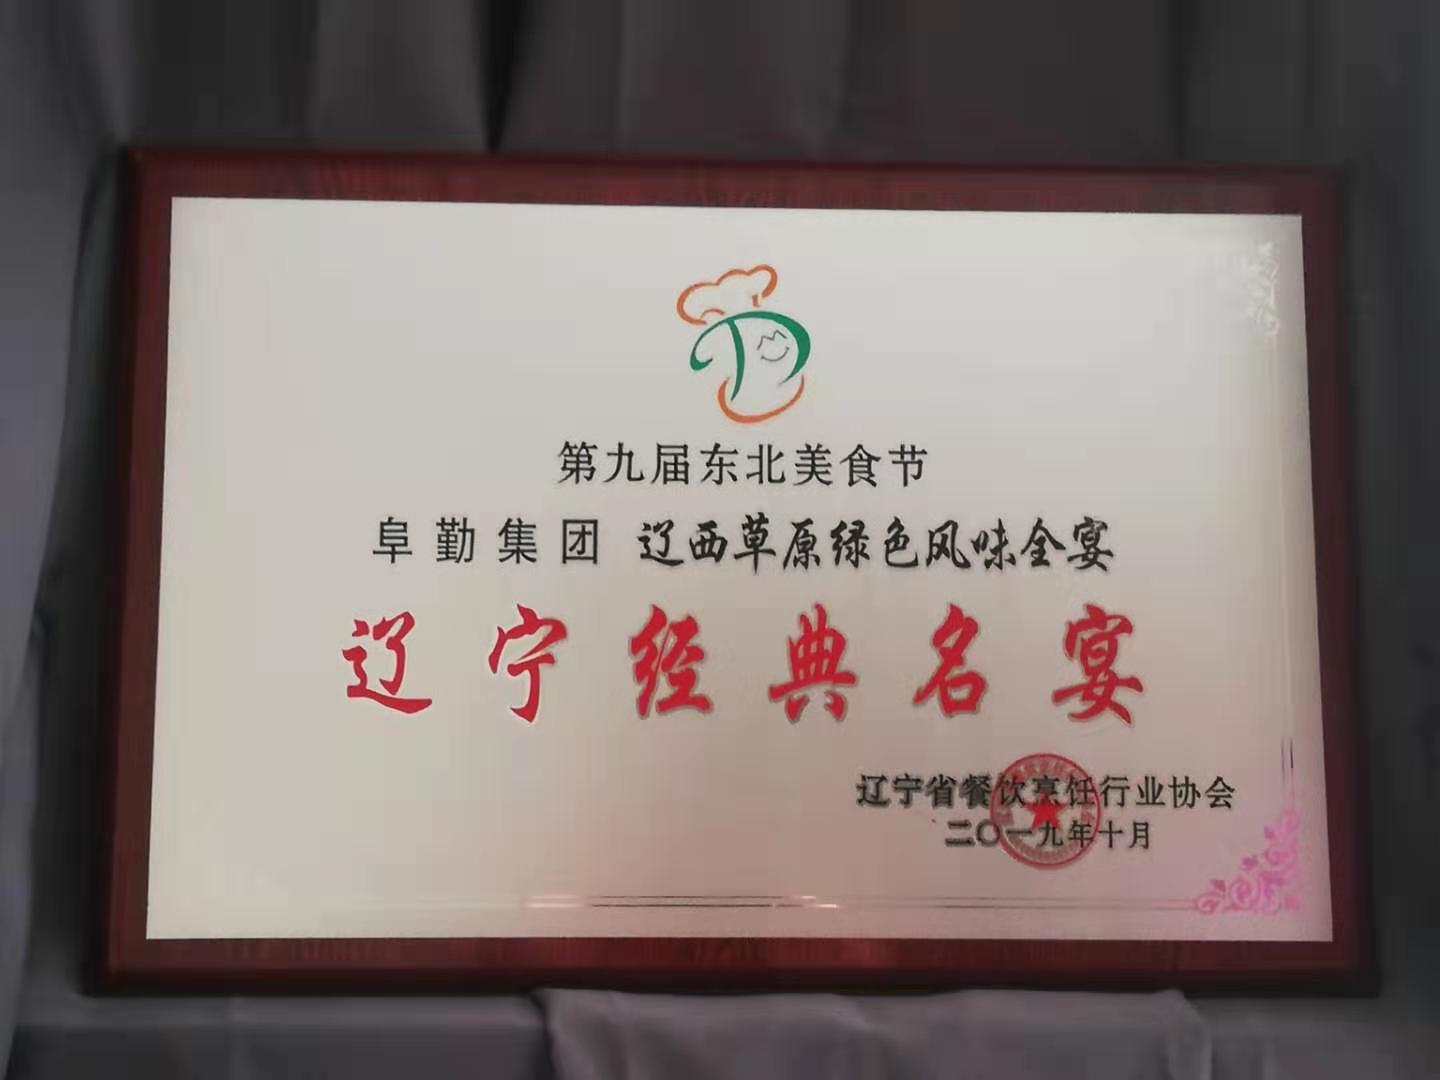 第九届东北美食节
阜勤集团 辽西草原绿色风味全宴
辽宁经典名宴
辽宁省餐饮烹饪行业协会
二〇一九年十月